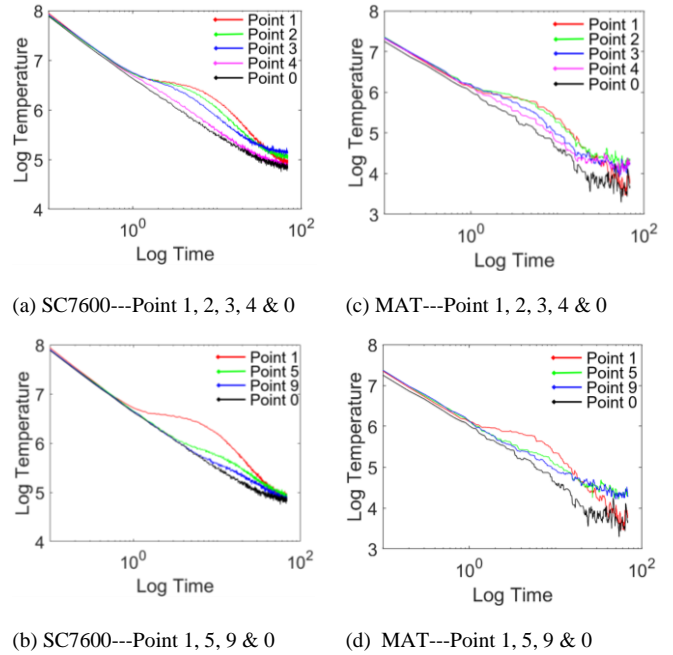 8
7
6
5
4
Log Temperature
Point 1
Point 2
Point 3
Point 4
Point 0
10^0
10^2
Log Time
(a) SC7600---Point 1, 2, 3, 4 & 0
8
7
6
5
4
3
Log Temperature
Point 1
Point 2
Point 3
Point 4
Point 0
10^0
10^2
Log Time
(c) MAT---Point 1, 2, 3, 4 & 0
8
7
6
5
4
Log Temperature
Point 1
Point 5
Point 9
Point 0
10^0
10^2
Log Time
(b) SC7600---Point 1, 5, 9 & 0
8
7
6
5
4
3
Log Temperature
Point 1
Point 5
Point 9
Point 0
10^0
10^2
Log Time
(d) MAT---Point 1, 5, 9 & 0